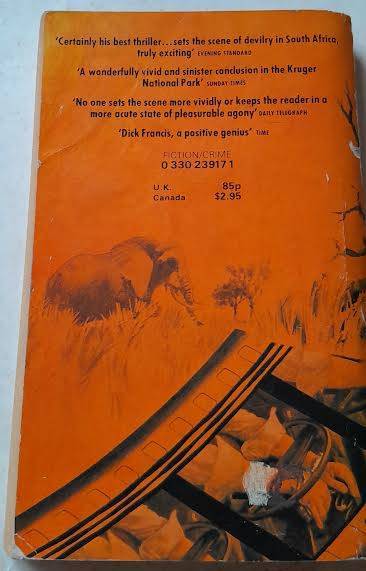 ‘Certainly his best thriller...sets the scene of devilry in South Africa,
truly exciting’ EVENING STANDARD
‘A wonderfully vivid and sinister conclusion in the Kruger
National Park’ SUNDAY TIMES
‘No one sets the scene more vividly or keeps the reader in a
more acute state of pleasurable agony’ DAILY TELEGRAPH
‘Dick Francis, a positive genius’ TIME
FICTION/CRIME
0 330 23917 1
U.K. 85p
Canada $2.95